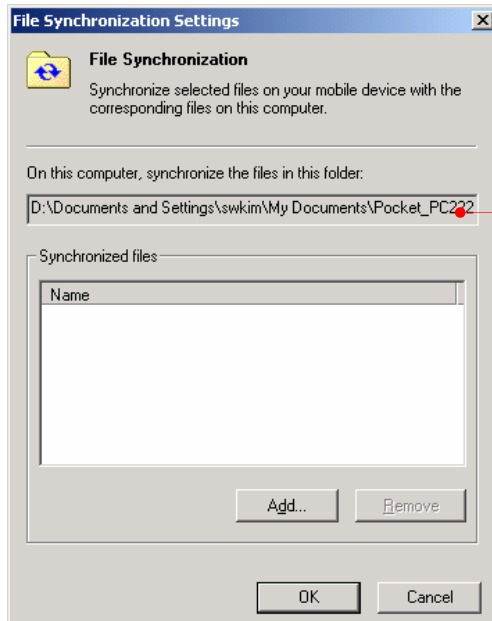 File Synchronization Settings
File Synchronization
Synchronize selected files on your mobile device with the
corresponding files on this computer.
On this computer, synchronize the files in this folder:
D:\Documents and Settings\swkim\My Documents\Pocket_PC222
Synchronized files
Name
Add...
Remove
OK
Cancel